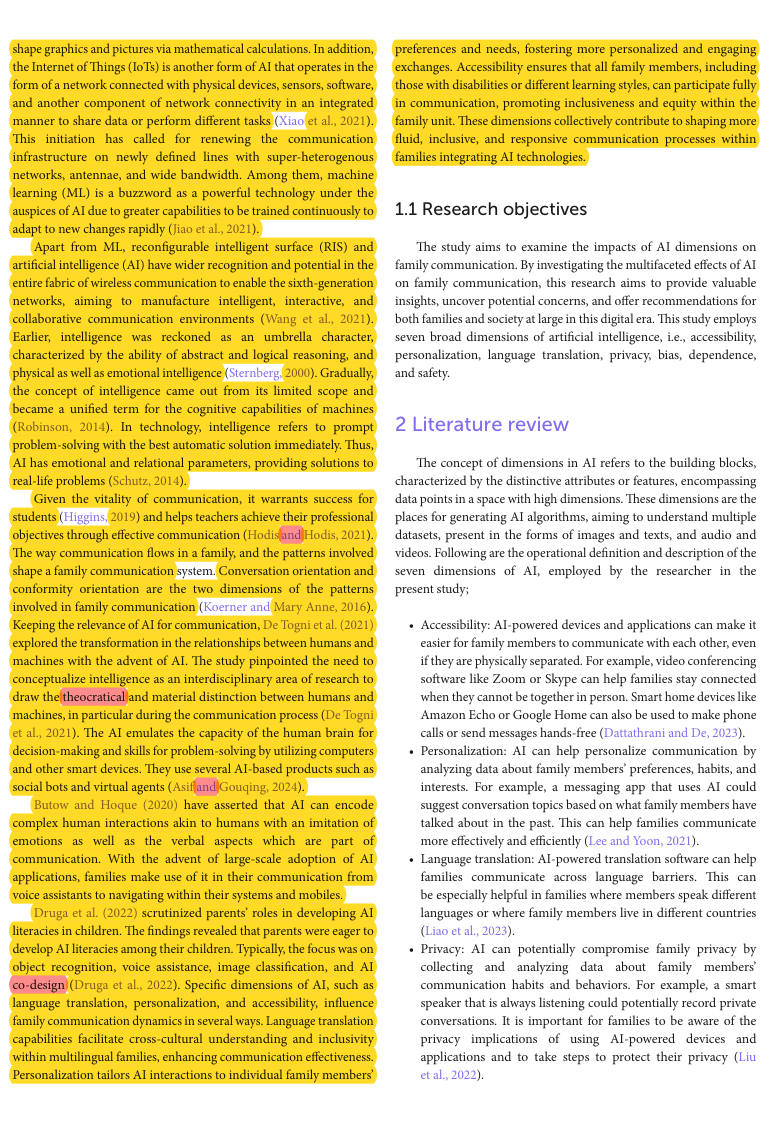 shape graphics and pictures via mathematical calculations. In addition,
the Internet of Things (IoTs) is another form of AI that operates in the
form of a network connected with physical devices, sensors, software,
and another component of network connectivity in an integrated
manner to share data or perform different tasks (Xiao et al., 2021).
This initiation has called for renewing the communication
infrastructure on newly defined lines with super-heterogenous
networks, antennae, and wide bandwidth. Among them, machine
learning (ML) is a buzzword as a powerful technology under the
auspices of AI due to greater capabilities to be trained continuously to
adapt to new changes rapidly (Jiao et al., 2021).
Apart from ML, reconfigurable intelligent surface (RIS) and
artificial intelligence (AI) have wider recognition and potential in the
entire fabric of wireless communication to enable the sixth-generation
networks, aiming to manufacture intelligent, interactive, and
collaborative communication environments (Wang et al., 2021).
Earlier, intelligence was reckoned as an umbrella character,
characterized by the ability of abstract and logical reasoning, and
physical as well as emotional intelligence (Sternberg, 2000). Gradually,
the concept of intelligence came out from its limited scope and
became a unified term for the cognitive capabilities of machines
(Robinson, 2014). In technology, intelligence refers to prompt
problem-solving with the best automatic solution immediately. Thus,
AI has emotional and relational parameters, providing solutions to
real-life problems (Schutz, 2014).
Given the vitality of communication, it warrants success for
students (Higgins, 2019) and helps teachers achieve their professional
objectives through effective communication (Hodis and Hodis, 2021).
The way communication flows in a family, and the patterns involved
shape a family communication system. Conversation orientation and
conformity orientation are the two dimensions of the patterns
involved in family communication (Koerner and Mary Anne, 2016).
Keeping the relevance of AI for communication, De Togni et al. (2021)
explored the transformation in the relationships between humans and
machines with the advent of AI. The study pinpointed the need to
conceptualize intelligence as an interdisciplinary area of research to
draw the theocratical and material distinction between humans and
machines, in particular during the communication process (De Togni
et al., 2021). The AI emulates the capacity of the human brain for
decision-making and skills for problem-solving by utilizing computers
and other smart devices. They use several AI-based products such as
social bots and virtual agents (Asif and Gouqing, 2024).
Butow and Hoque (2020) have asserted that AI can encode
complex human interactions akin to humans with an imitation of
emotions as well as the verbal aspects which are part of
communication. With the advent of large-scale adoption of AI
applications, families make use of it in their communication from
voice assistants to navigating within their systems and mobiles.
Druga et al. (2022) scrutinized parents’ roles in developing AI
literacies in children. The findings revealed that parents were eager to
develop AI literacies among their children. Typically, the focus was on
object recognition, voice assistance, image classification, and AI
co-design (Druga et al., 2022). Specific dimensions of AI, such as
language translation, personalization, and accessibility, influence
family communication dynamics in several ways. Language translation
capabilities facilitate cross-cultural understanding and inclusivity
within multilingual families, enhancing communication effectiveness.
Personalization tailors AI interactions to individual family members’
preferences and needs, fostering more personalized and engaging
exchanges. Accessibility ensures that all family members, including
those with disabilities or different learning styles, can participate fully
in communication, promoting inclusiveness and equity within the
family unit. These dimensions collectively contribute to shaping more
fluid, inclusive, and responsive communication processes within
families integrating AI technologies.
1.1 Research objectives
The study aims to examine the impacts of AI dimensions on
family communication. By investigating the multifaceted effects of AI
on family communication, this research aims to provide valuable
insights, uncover potential concerns, and offer recommendations for
both families and society at large in this digital era. This study employs
seven broad dimensions of artificial intelligence, i.e., accessibility,
personalization, language translation, privacy, bias, dependence,
and safety.
2 Literature review
The concept of dimensions in AI refers to the building blocks,
characterized by the distinctive attributes or features, encompassing
data points in a space with high dimensions. These dimensions are the
places for generating AI algorithms, aiming to understand multiple
datasets, present in the forms of images and texts, and audio and
videos. Following are the operational definition and description of the
seven dimensions of AI, employed by the researcher in the
present study;
• Accessibility: AI-powered devices and applications can make it
easier for family members to communicate with each other, even
if they are physically separated. For example, video conferencing
software like Zoom or Skype can help families stay connected
when they cannot be together in person. Smart home devices like
Amazon Echo or Google Home can also be used to make phone
calls or send messages hands-free (Dattathrani and De, 2023).
• Personalization: AI can help personalize communication by
analyzing data about family members’ preferences, habits, and
interests. For example, a messaging app that uses AI could
suggest conversation topics based on what family members have
talked about in the past. This can help families communicate
more effectively and efficiently (Lee and Yoon, 2021).
• Language translation: AI-powered translation software can help
families communicate across language barriers. This can
be especially helpful in families where members speak different
languages or where family members live in different countries
(Liao et al., 2023).
• Privacy: AI can potentially compromise family privacy by
collecting and analyzing data about family members’
communication habits and behaviors. For example, a smart
speaker that is always listening could potentially record private
conversations. It is important for families to be aware of the
privacy implications of using AI-powered devices and
applications and to take steps to protect their privacy (Liu
et al., 2022).